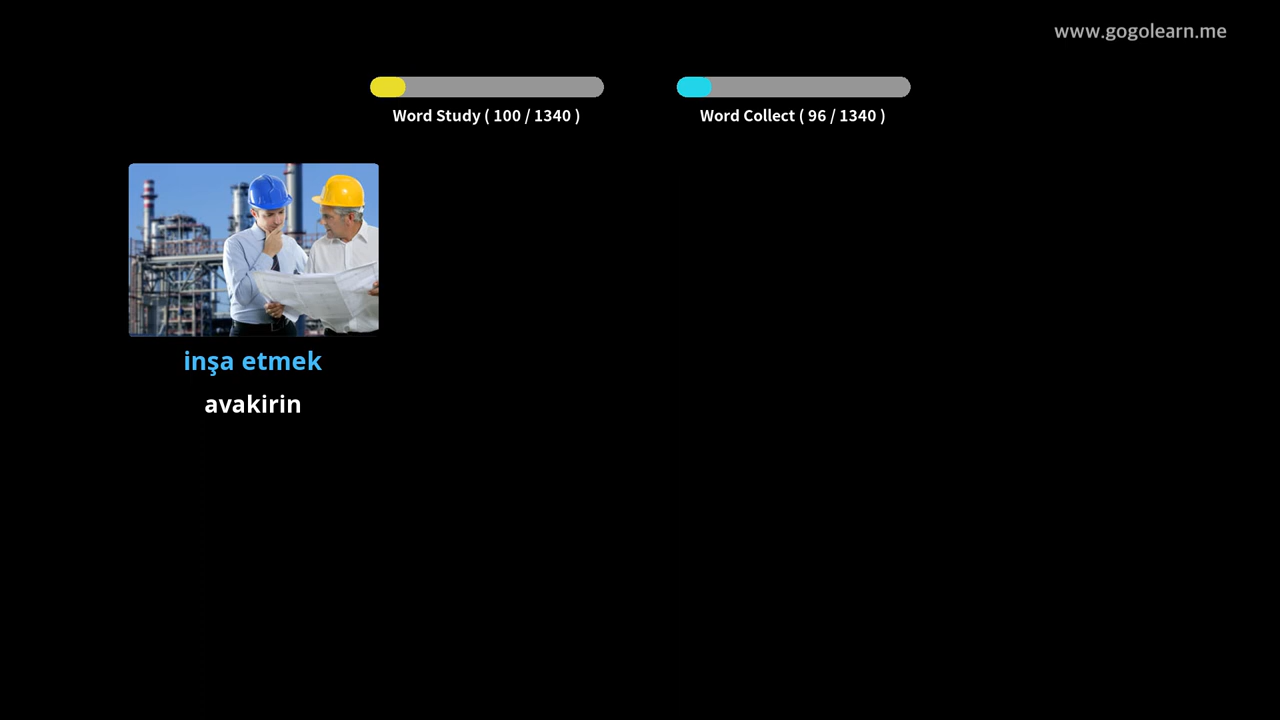 www.gogolearn.me
Word Study ( 100 / 1340 )
Word Collect ( 96 / 1340 )
inşa etmek
avakirin